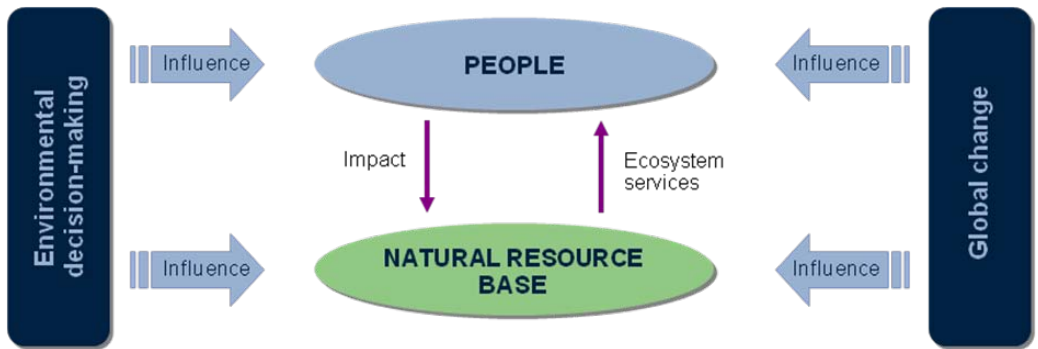 Environmental
decision-making
Influence
PEOPLE
Influence
Global change
Impact
Ecosystem
services
Influence
NATURAL RESOURCE
BASE
Influence